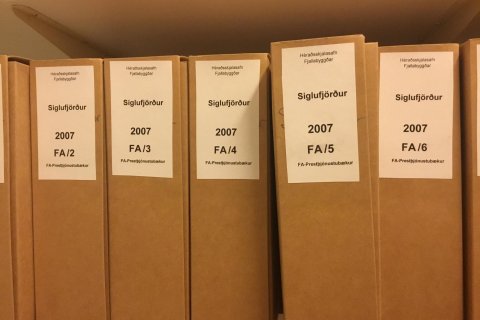 Héraðsskjalasafn
Fjallabyggðar
Siglufjörður
2007
FA/2
FA-Prestþjónustubækur
Héraðsskjalasafn
Fjallabyggðar
Siglufjörður
2007
FA/3
FA-Prestþjónustubækur
Héraðsskjalasafn
Fjallabyggðar
Siglufjörður
2007
FA/4
FA-Prestþjónustubækur
Héraðsskjalasafn
Fjallabyggðar
Siglufjörður
2007
FA/5
FA-Prestþjónustubækur
Héraðsskjalasafn
Fjallabyggðar
Siglufjörður
2007
FA/6
FA-Prestþjónustubækur